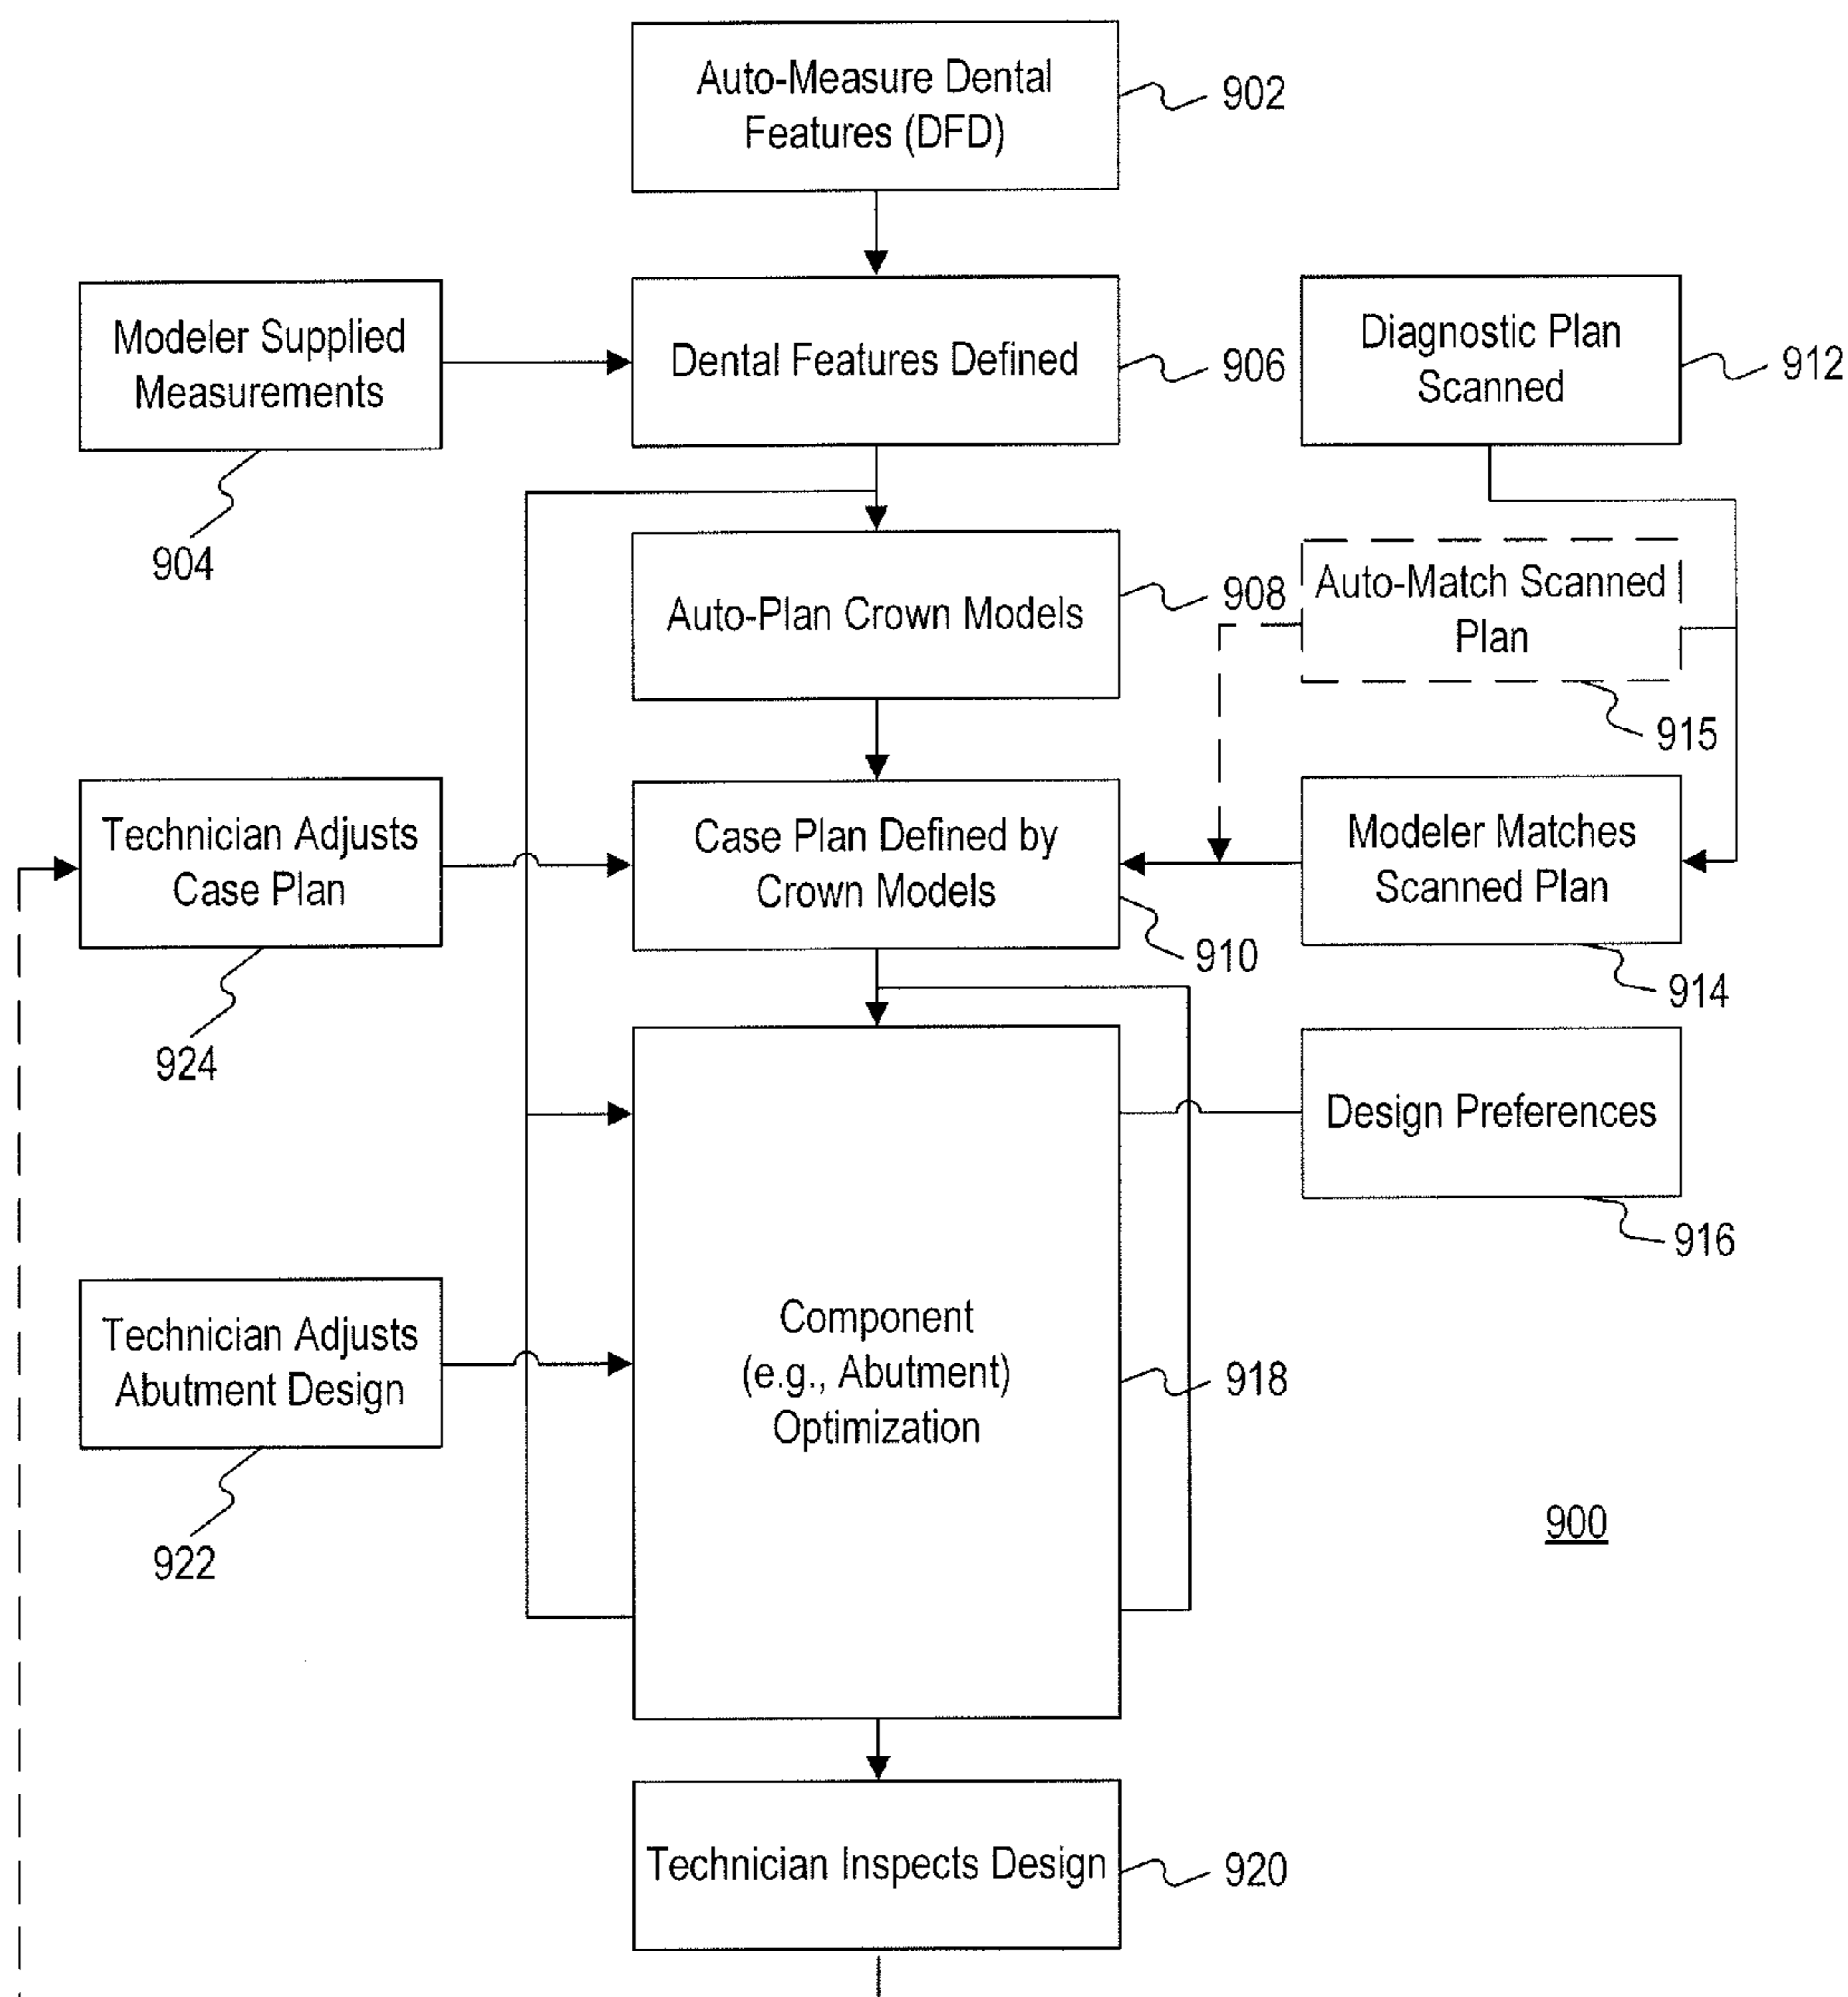 Auto-Measure Dental
Features (DFD)
902
Modeler Supplied
Measurements
904
Dental Features Defined
906
Diagnostic Plan
Scanned
912
Auto-Plan Crown Models
908
Auto-Match Scanned
Plan
915
Technician Adjusts
Case Plan
924
Case Plan Defined by
Crown Models
910
Modeler Matches
Scanned Plan
914
Design Preferences
916
Technician Adjusts
Abutment Design
922
Component
(e.g., Abutment)
Optimization
918
900
Technician Inspects Design
920